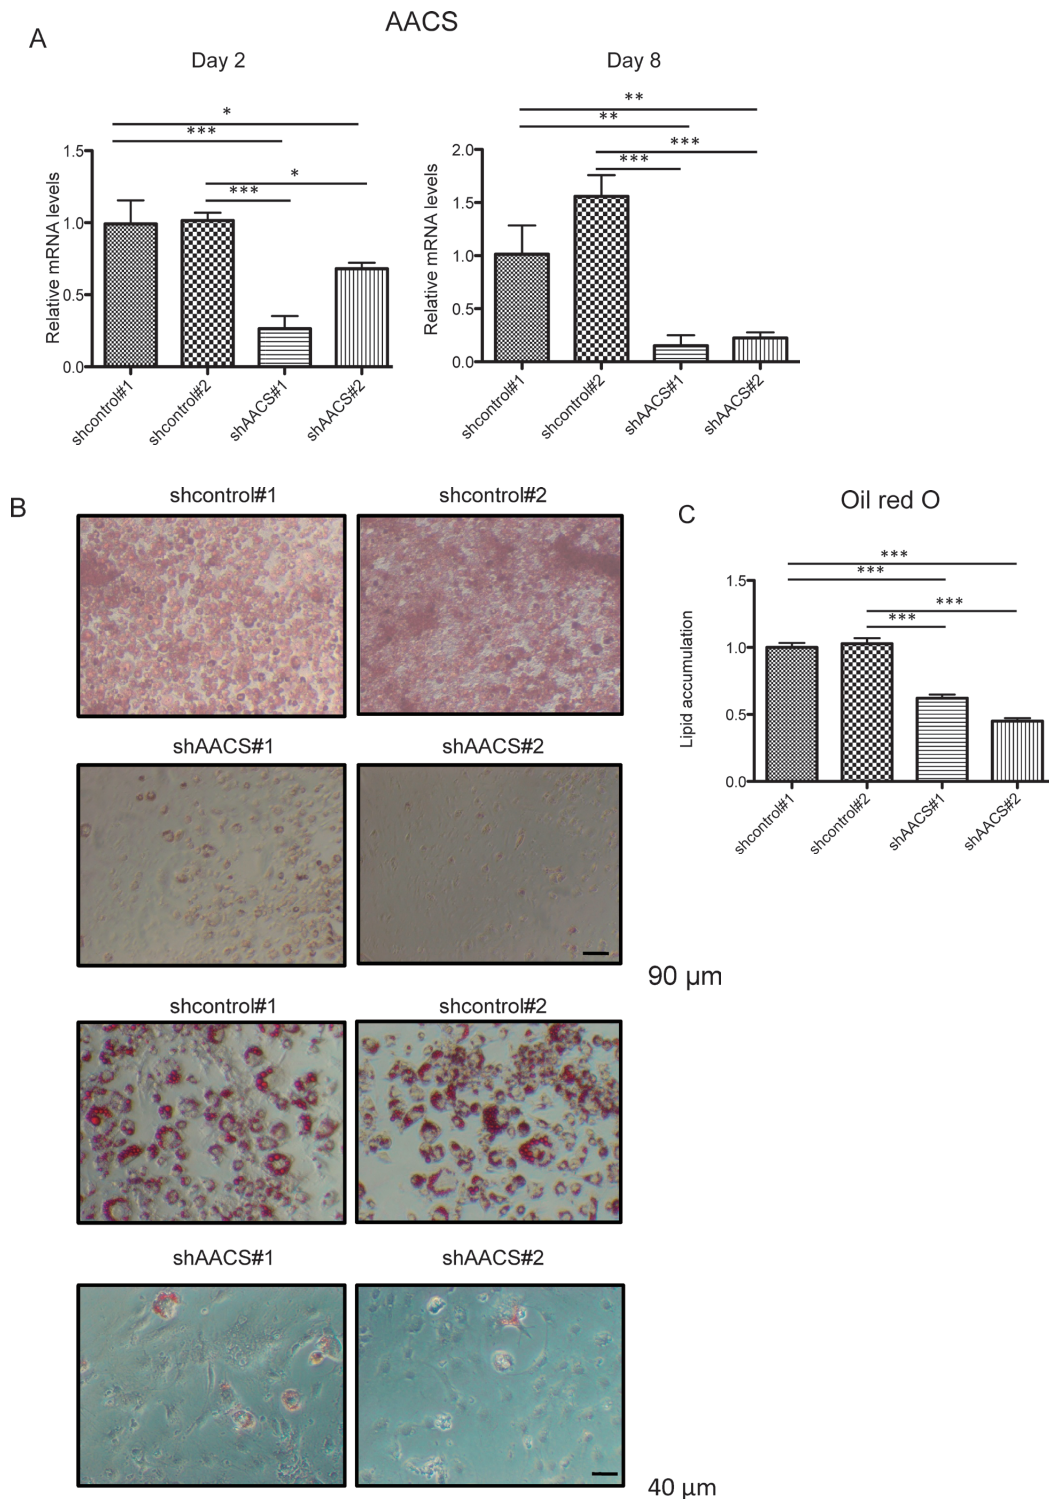 AACS
A
Day 2
*
***
*
***
Relative mRNA levels
1.5
1.0
0.5
0.0
shcontrol#1
shcontrol#2
shAACS#1
shAACS#2
Day 8
**
**
***
***
Relative mRNA levels
2.0
1.5
1.0
0.5
0.0
shcontrol#1
shcontrol#2
shAACS#1
shAACS#2
B
shcontrol#1
shcontrol#2
shAACS#1
shAACS#2
90 µm
shcontrol#1
shcontrol#2
shAACS#1
shAACS#2
40 µm
C
Oil red O
***
***
***
***
Lipid accumulation
1.5
1.0
0.5
0.0
shcontrol#1
shcontrol#2
shAACS#1
shAACS#2